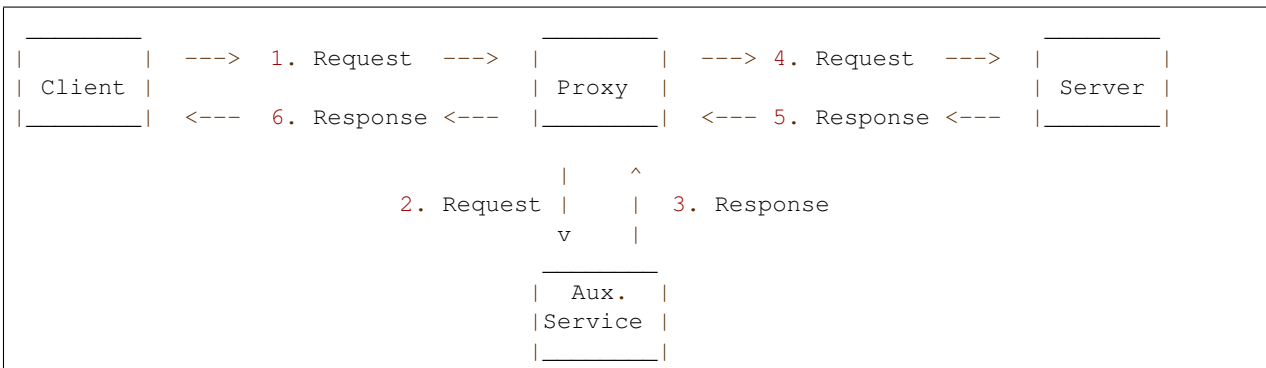 ---> 1. Request ---> ---> 4. Request --->
Client Proxy Server
<--- 6. Response <--- <--- 5. Response <---
2. Request 3. Response
Aux.
Service